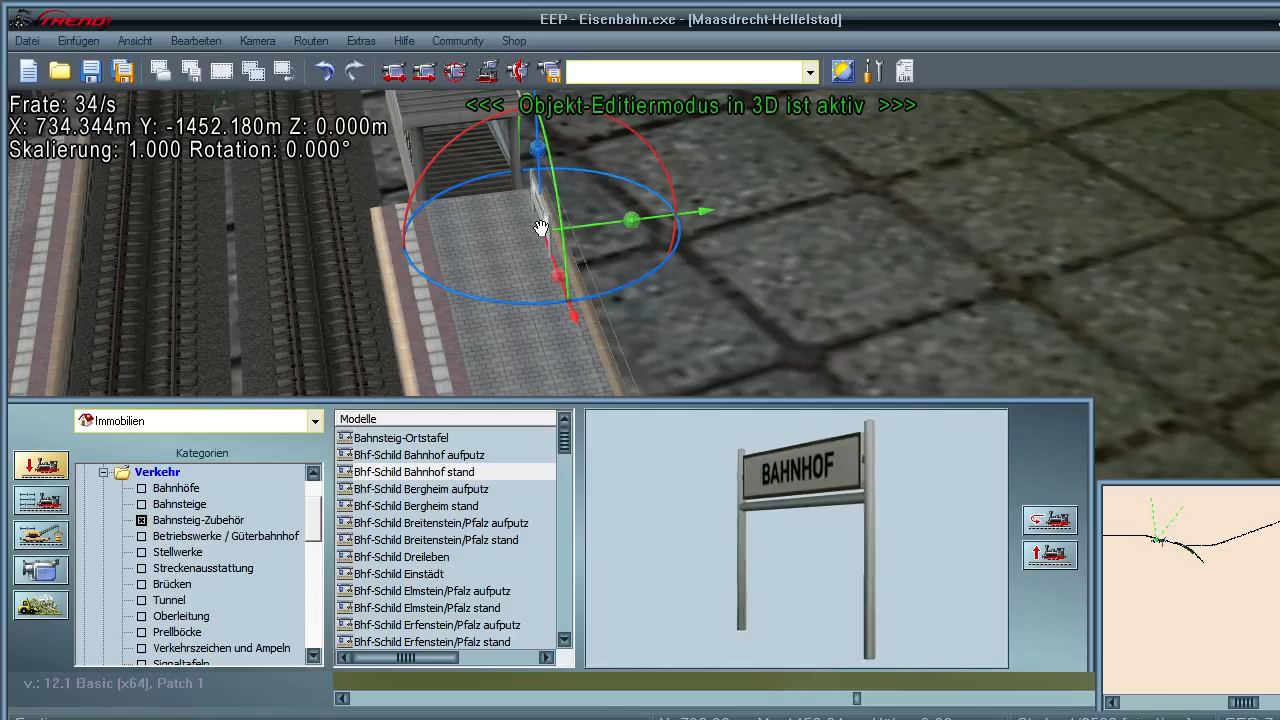 TREND
EEP - Eisenbahn.exe - [Maasdrecht-Hellelstad]
Datei Einfügen Ansicht Bearbeiten Kamera Routen Extras Hilfe Community Shop
LUA
Frate: 34/s
<<< Objekt-Editiermodus in 3D ist aktiv >>>
X: 734.344m Y: -1452.180m Z: 0.000m
Skalierung: 1.000 Rotation: 0.000°
Immobilien
Kategorien
Verkehr
Bahnhöfe
Bahnsteige
Bahnsteig-Zubehör
Betriebswerke / Güterbahnhof
Stellwerke
Streckenausstattung
Brücken
Tunnel
Oberleitung
Prellböcke
Verkehrszeichen und Ampeln
Signaltafeln
Modelle
Bahnsteig-Ortstafel
Bhf-Schild Bahnhof aufputz
Bhf-Schild Bahnhof stand
Bhf-Schild Bergheim aufputz
Bhf-Schild Bergheim stand
Bhf-Schild Breitenstein/Pfalz aufputz
Bhf-Schild Breitenstein/Pfalz stand
Bhf-Schild Dreileben
Bhf-Schild Einstädt
Bhf-Schild Elmstein/Pfalz aufputz
Bhf-Schild Elmstein/Pfalz stand
Bhf-Schild Erfenstein/Pfalz aufputz
Bhf-Schild Erfenstein/Pfalz stand
BAHNHOF
v.: 12.1 Basic [x64], Patch 1